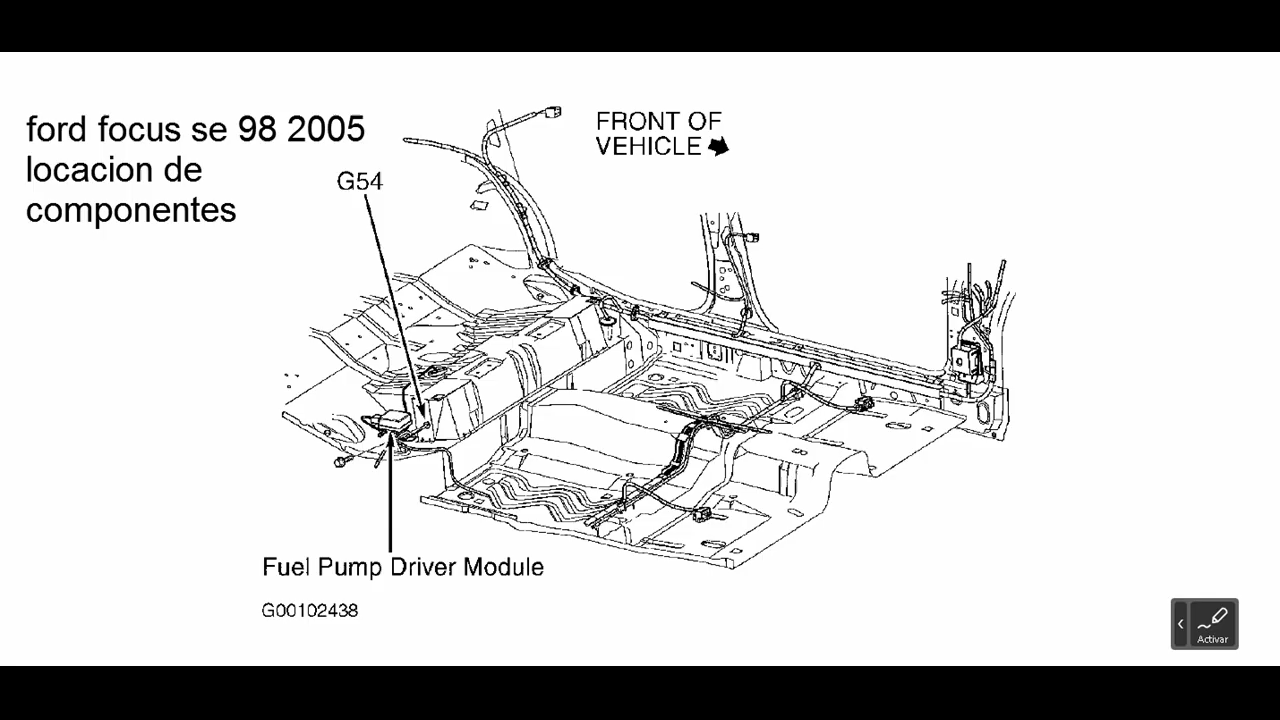 ford focus se 98 2005
locacion de
componentes
FRONT OF
VEHICLE
G54
Fuel Pump Driver Module
G00102438
Activar